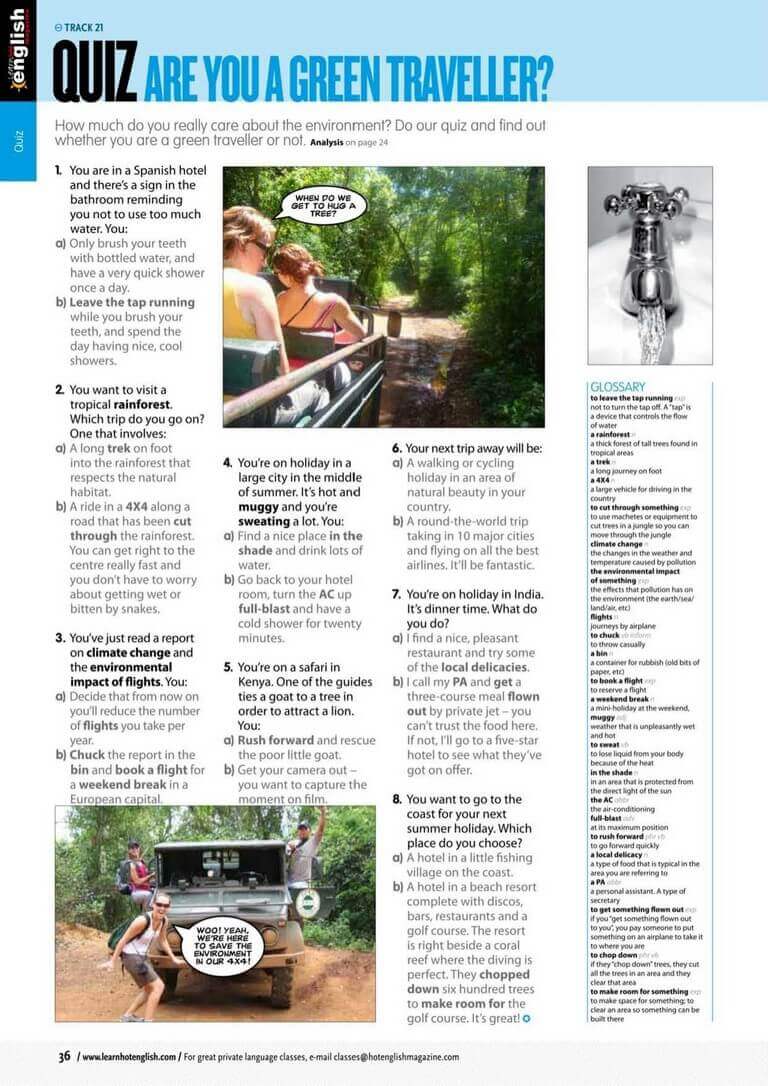 Learn hot
english
magazine
Quiz
TRACK 21
QUIZ ARE YOU A GREEN TRAVELLER?
How much do you really care about the environment? Do our quiz and find out
whether you are a green traveller or not. Analysis on page 24
1. You are in a Spanish hotel
and there's a sign in the
bathroom reminding
you not to use too much
water. You:
a) Only brush your teeth
with bottled water, and
have a very quick shower
once a day.
b) Leave the tap running
while you brush your
teeth, and spend the
day having nice, cool
showers.
2. You want to visit a
tropical rainforest.
Which trip do you go on?
One that involves:
a) A long trek on foot
into the rainforest that
respects the natural
habitat.
b) A ride in a 4X4 along a
road that has been cut
through the rainforest.
You can get right to the
centre really fast and
you don't have to worry
about getting wet or
bitten by snakes.
3. You've just read a report
on climate change and
the environmental
impact of flights. You:
a) Decide that from now on
you'll reduce the number
of flights you take per
year.
b) Chuck the report in the
bin and book a flight for
a weekend break in a
European capital.
WHEN DO WE
GET TO HUG A
TREE?
4. You're on holiday in a
large city in the middle
of summer. It's hot and
muggy and you're
sweating a lot. You:
a) Find a nice place in the
shade and drink lots of
water.
b) Go back to your hotel
room, turn the AC up
full-blast and have a
cold shower for twenty
minutes.
5. You're on a safari in
Kenya. One of the guides
ties a goat to a tree in
order to attract a lion.
You:
a) Rush forward and rescue
the poor little goat.
b) Get your camera out –
you want to capture the
moment on film.
WOO! YEAH,
WE'RE HERE
TO SAVE THE
ENVIRONMENT
IN OUR 4X4!
6. Your next trip away will be:
a) A walking or cycling
holiday in an area of
natural beauty in your
country.
b) A round-the-world trip
taking in 10 major cities
and flying on all the best
airlines. It'll be fantastic.
7. You're on holiday in India.
It's dinner time. What do
you do?
a) I find a nice, pleasant
restaurant and try some
of the local delicacies.
b) I call my PA and get a
three-course meal flown
out by private jet – you
can't trust the food here.
If not, I'll go to a five-star
hotel to see what they've
got on offer.
8. You want to go to the
coast for your next
summer holiday. Which
place do you choose?
a) A hotel in a little fishing
village on the coast.
b) A hotel in a beach resort
complete with discos,
bars, restaurants and a
golf course. The resort
is right beside a coral
reef where the diving is
perfect. They chopped
down six hundred trees
to make room for the
golf course. It's great!
GLOSSARY
to leave the tap running exp
not to turn the tap off. A "tap" is
a device that controls the flow
of water
a rainforest n
a thick forest of tall trees found in
tropical areas
a trek n
a long journey on foot
a 4X4 n
a large vehicle for driving in the
country
to cut through something exp
to use machetes or equipment to
cut trees in a jungle so you can
move through the jungle
climate change n
the changes in the weather and
temperature caused by pollution
the environmental impact
of something exp
the effects that pollution has on
the environment (the earth/sea/
land/air, etc)
flights n
journeys by airplane
to chuck vb inform
to throw casually
a bin n
a container for rubbish (old bits of
paper, etc)
to book a flight exp
to reserve a flight
a weekend break n
a mini-holiday at the weekend,
muggy adj
weather that is unpleasantly wet
and hot
to sweat vb
to lose liquid from your body
because of the heat
in the shade n
in an area that is protected from
the direct light of the sun
the AC abbr
the air-conditioning
full-blast adv
at its maximum position
to rush forward phr vb
to go forward quickly
a local delicacy n
a type of food that is typical in the
area you are referring to
a PA abbr
a personal assistant. A type of
secretary
to get something flown out exp
if you "get something flown out
to you", you pay someone to put
something on an airplane to take it
to where you are
to chop down phr vb
if they "chop down" trees, they cut
all the trees in an area and they
clear that area
to make room for something exp
to make space for something; to
clear an area so something can be
built there
36 / www.learnhotenglish.com / For great private language classes, e-mail classes@hotenglishmagazine.com